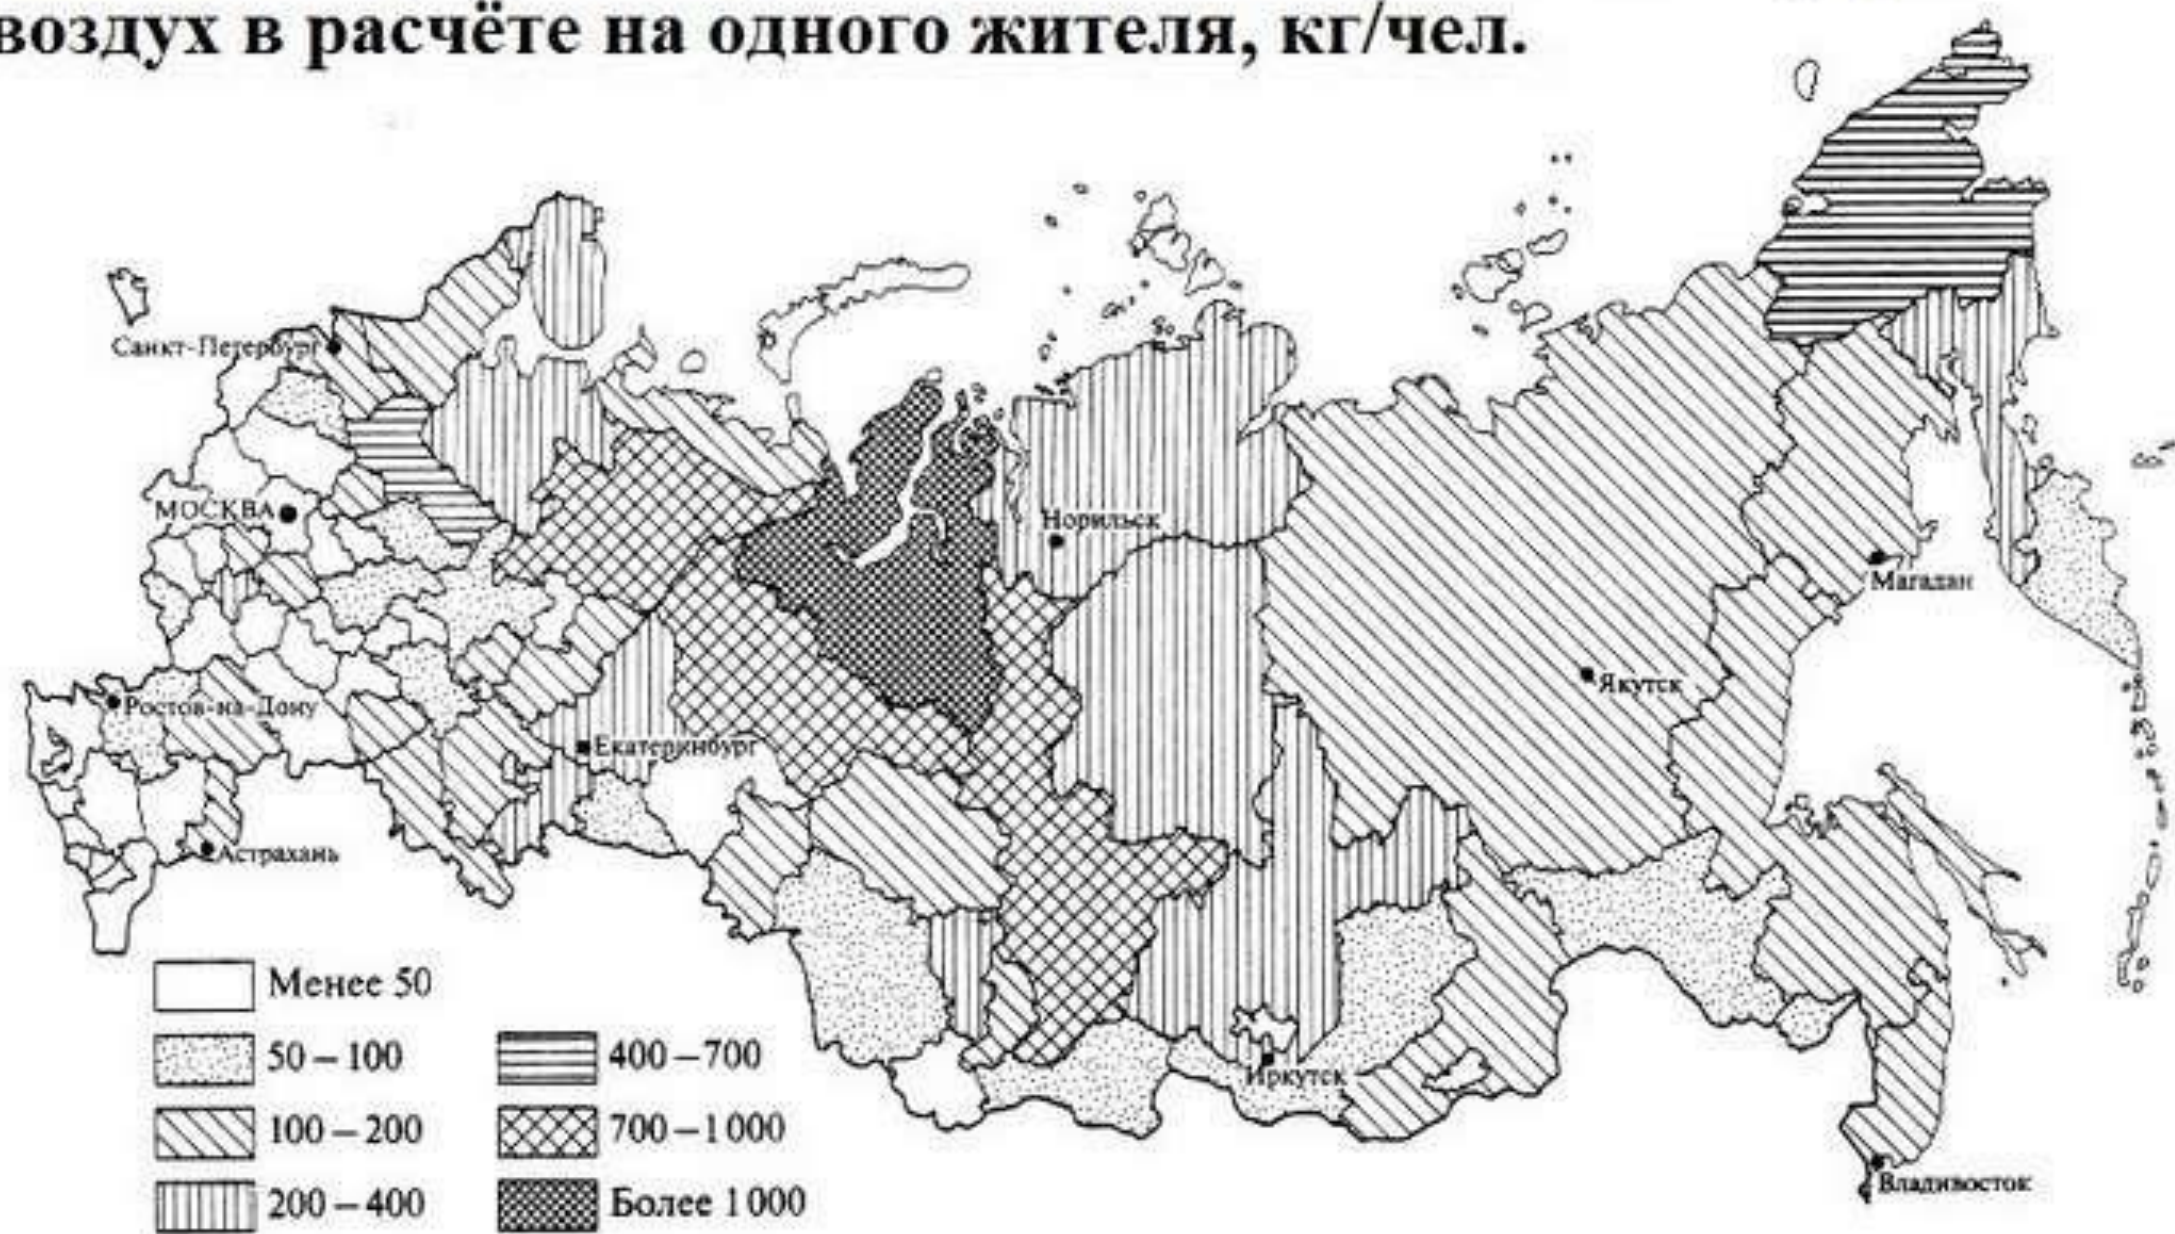 воздух в расчёте на одного жителя, кг/чел.
Санкт-Петербург
МОСКВА
Норильск
Магадан
Якутск
Ростов-на-Дону
Екатеринбург
Астрахань
Иркутск
Владивосток
Менее 50
50 – 100
100 – 200
200 – 400
400 – 700
700 – 1000
Более 1000